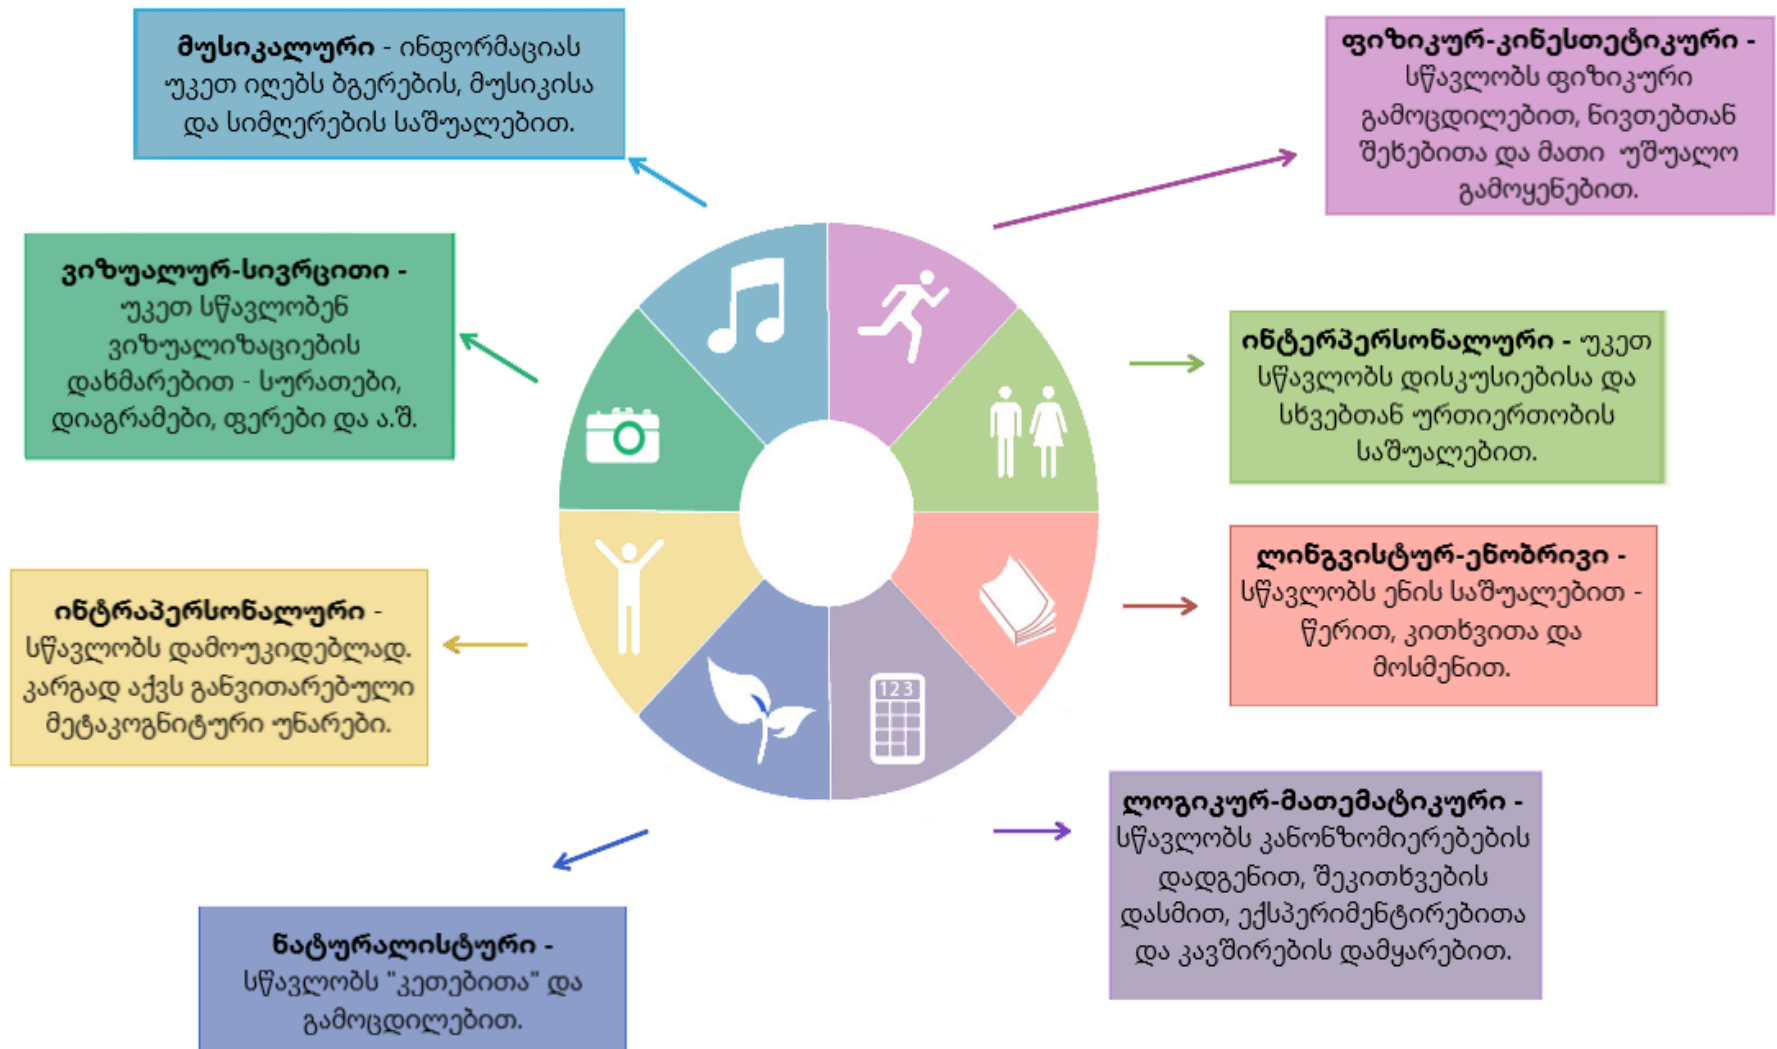 მუსიკალური - ინფორმაციას
უკეთ იღებს ბგერების, მუსიკისა
და სიმღერების საშუალებით.
ფიზიკურ-კინესთეტიკური -
სწავლობს ფიზიკური
გამოცდილებით, ნივთებთან
შეხებითა და მათი უშუალო
გამოყენებით.
ვიზუალურ-სივრცითი -
უკეთ სწავლობენ
ვიზუალიზაციების
დახმარებით - სურათები,
დიაგრამები, ფერები და ა.შ.
ინტერპერსონალური - უკეთ
სწავლობს დისკუსიებისა და
სხვებთან ურთიერთობის
საშუალებით.
ლინგვისტურ-ენობრივი -
სწავლობს ენის საშუალებით -
წერით, კითხვითა და
მოსმენით.
ინტრაპერსონალური -
სწავლობს დამოუკიდებლად.
კარგად აქვს განვითარებული
მეტაკოგნიტური უნარები.
123
ლოგიკურ-მათემატიკური -
სწავლობს კანონზომიერებების
დადგენით, შეკითხვების
დასმით, ექსპერიმენტირებითა
და კავშირების დამყარებით.
ნატურალისტური -
სწავლობს "კეთებითა" და
გამოცდილებით.